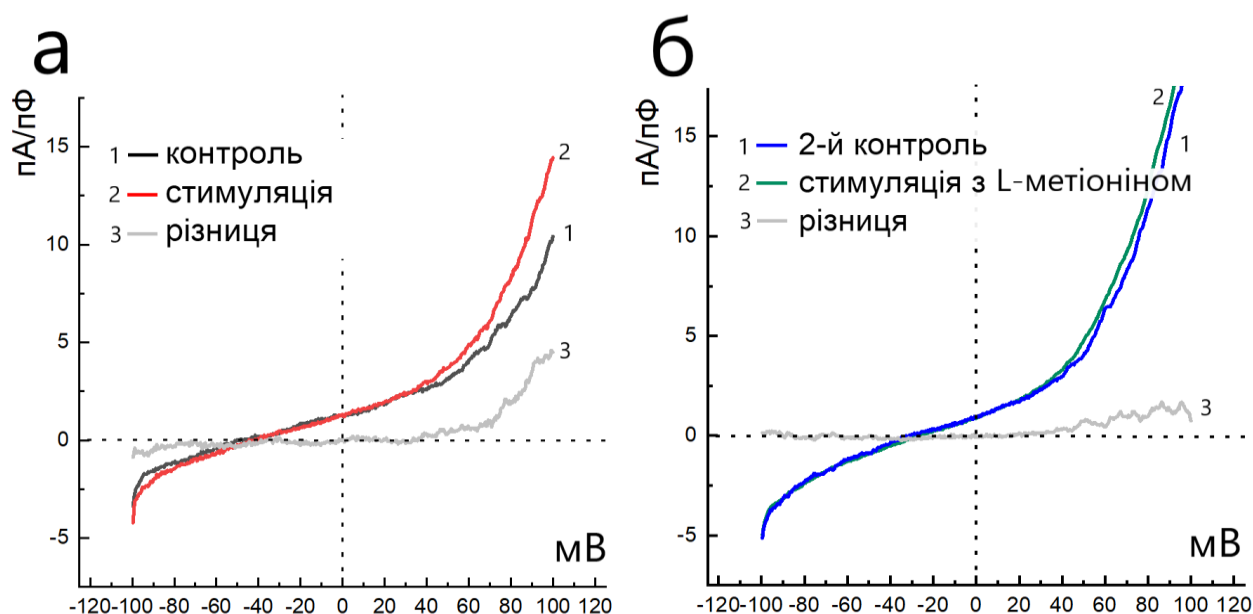 а
пА/пФ
15
10
5
0
-5
1 контроль
2 стимуляція
3 різниця
2
1
3
мВ
-120 -100 -80 -60 -40 -20 0 20 40 60 80 100 120
б
пА/пФ
15
10
5
0
-5
1 2-й контроль
2 стимуляція з L-метіоніном
3 різниця
2
1
3
мВ
-120 -100 -80 -60 -40 -20 0 20 40 60 80 100 120